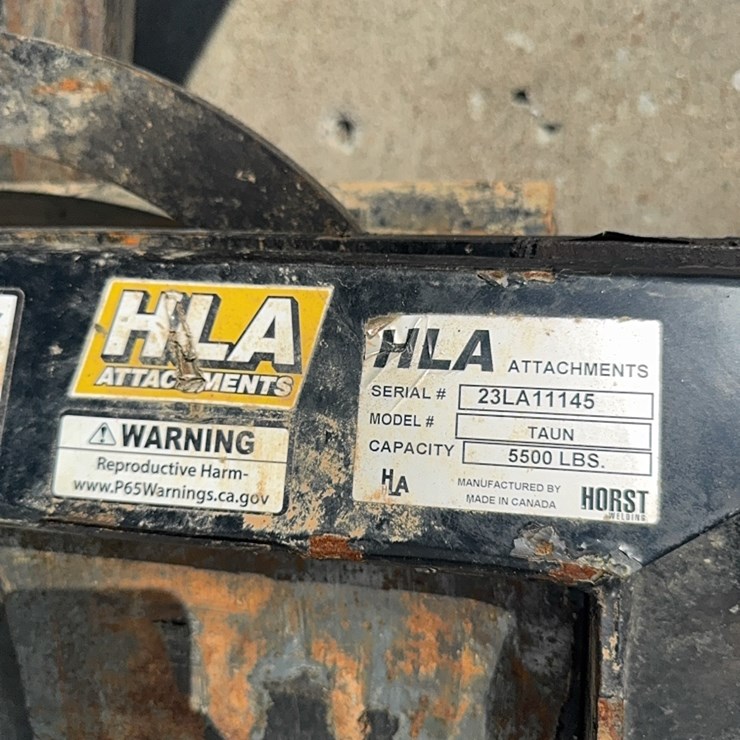 HLA
ATTACHMENTS
WARNING
Reproductive Harm-
www.P65Warnings.ca.gov
HLA ATTACHMENTS
SERIAL # 23LA11145
MODEL # TAUN
CAPACITY 5500 LBS.
HLA
MANUFACTURED BY
MADE IN CANADA
HORST
WELDING